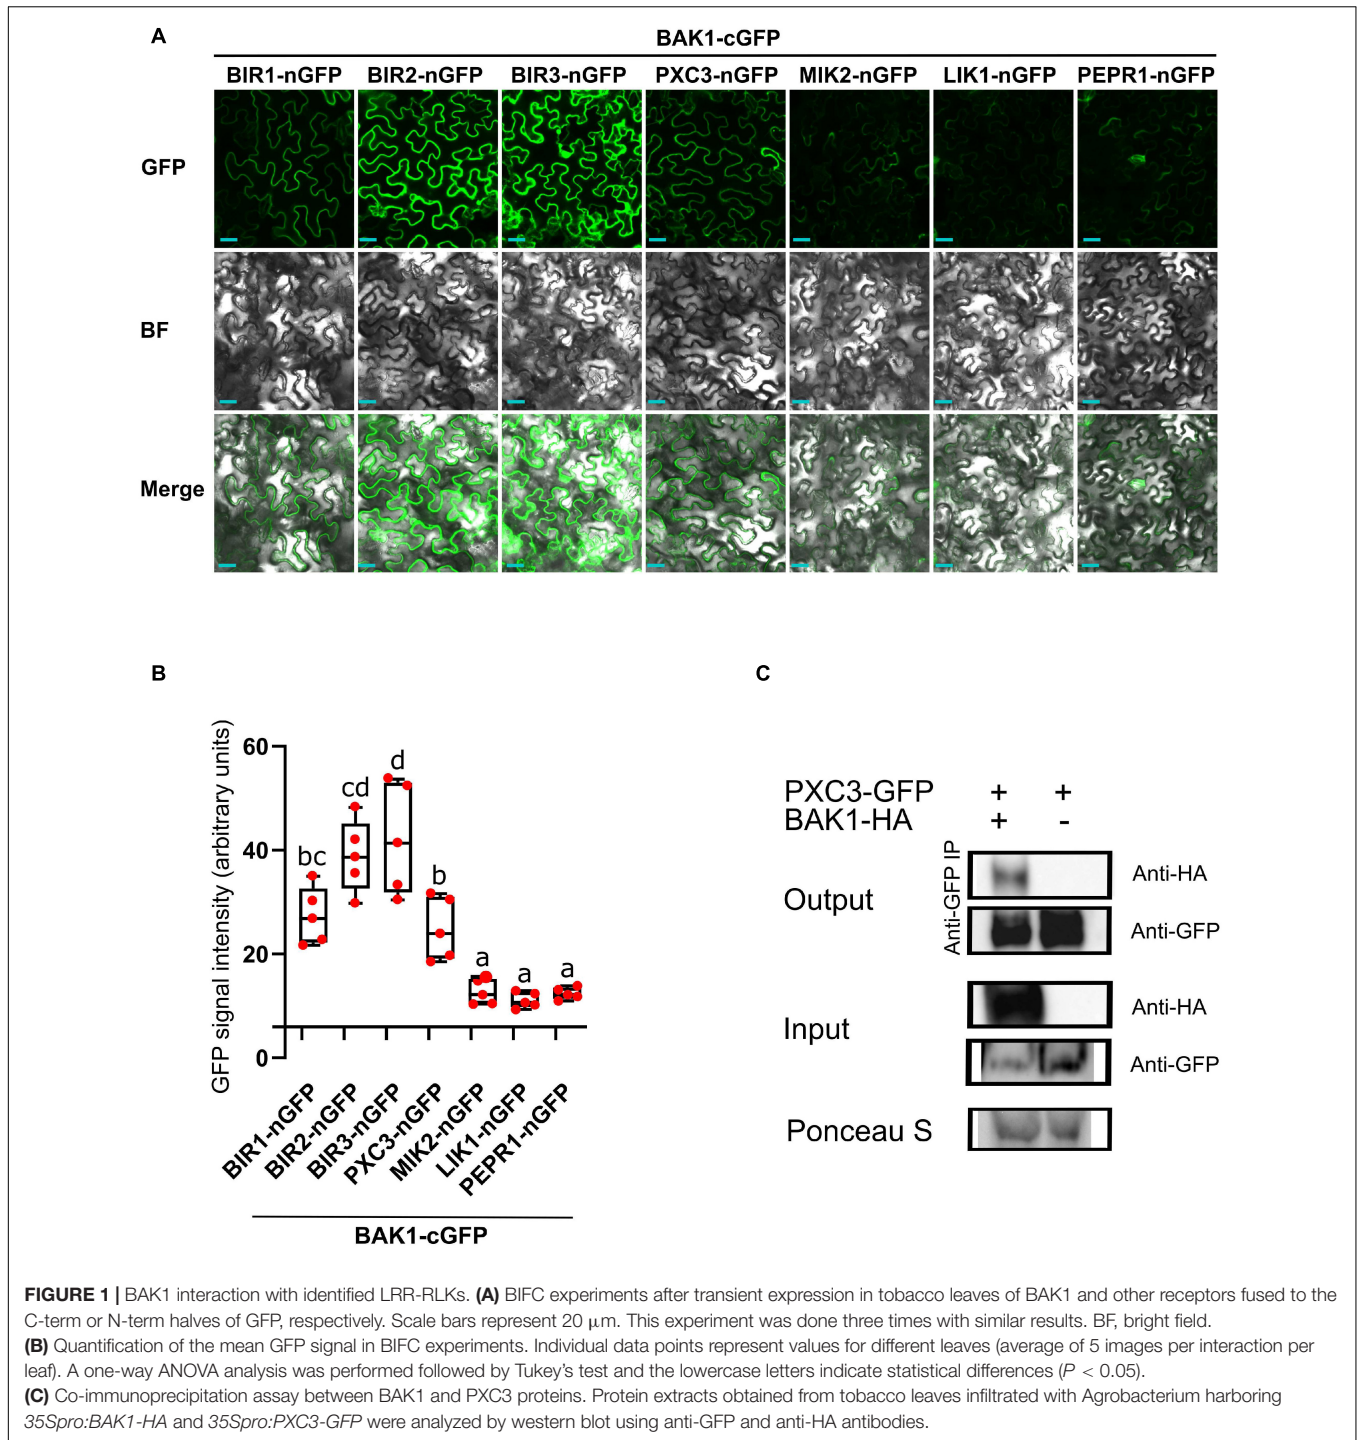 A
BAK1-cGFP
BIR1-nGFP BIR2-nGFP BIR3-nGFP PXC3-nGFP MIK2-nGFP LIK1-nGFP PEPR1-nGFP
GFP
BF
Merge
B
GFP signal intensity (arbitrary units)
60
40
20
0
bc
cd
d
b
a
a
a
BIR1-nGFP
BIR2-nGFP
BIR3-nGFP
PXC3-nGFP
MIK2-nGFP
LIK1-nGFP
PEPR1-nGFP
BAK1-cGFP
C
PXC3-GFP + +
BAK1-HA + -
Anti-GFP IP
Output
Anti-HA
Anti-GFP
Input
Anti-HA
Anti-GFP
Ponceau S
FIGURE 1 | BAK1 interaction with identified LRR-RLKs. (A) BIFC experiments after transient expression in tobacco leaves of BAK1 and other receptors fused to the
C-term or N-term halves of GFP, respectively. Scale bars represent 20 μm. This experiment was done three times with similar results. BF, bright field.
(B) Quantification of the mean GFP signal in BIFC experiments. Individual data points represent values for different leaves (average of 5 images per interaction per
leaf). A one-way ANOVA analysis was performed followed by Tukey's test and the lowercase letters indicate statistical differences (P < 0.05).
(C) Co-immunoprecipitation assay between BAK1 and PXC3 proteins. Protein extracts obtained from tobacco leaves infiltrated with Agrobacterium harboring
35Spro:BAK1-HA and 35Spro:PXC3-GFP were analyzed by western blot using anti-GFP and anti-HA antibodies.